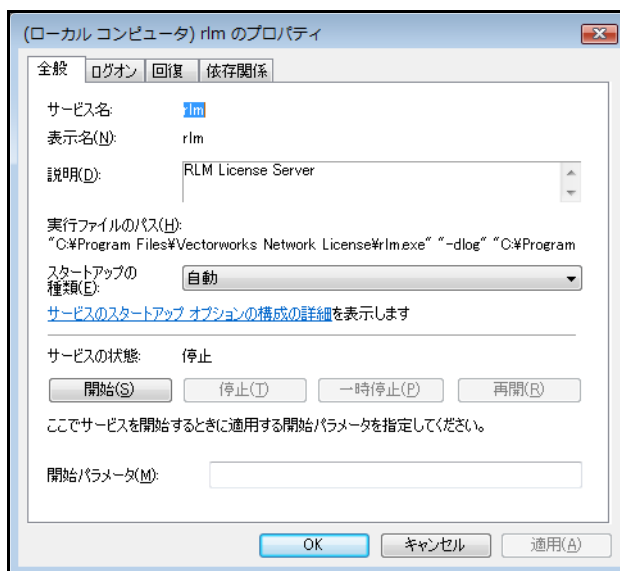 (ローカル コンピュータ) rlm のプロパティ
全般 ログオン 回復 依存関係
サービス名: rlm
表示名(N): rlm
説明(D): RLM License Server
実行ファイルのパス(H):
"C:¥Program Files¥Vectorworks Network License¥rlm.exe" "-dlog" "C:¥Program
スタートアップの
種類(E): 自動
サービスのスタートアップ オプションの構成の詳細を表示します
サービスの状態: 停止
開始(S) 停止(T) 一時停止(P) 再開(R)
ここでサービスを開始するときに適用する開始パラメータを指定してください。
開始パラメータ(M):
OK キャンセル 適用(A)